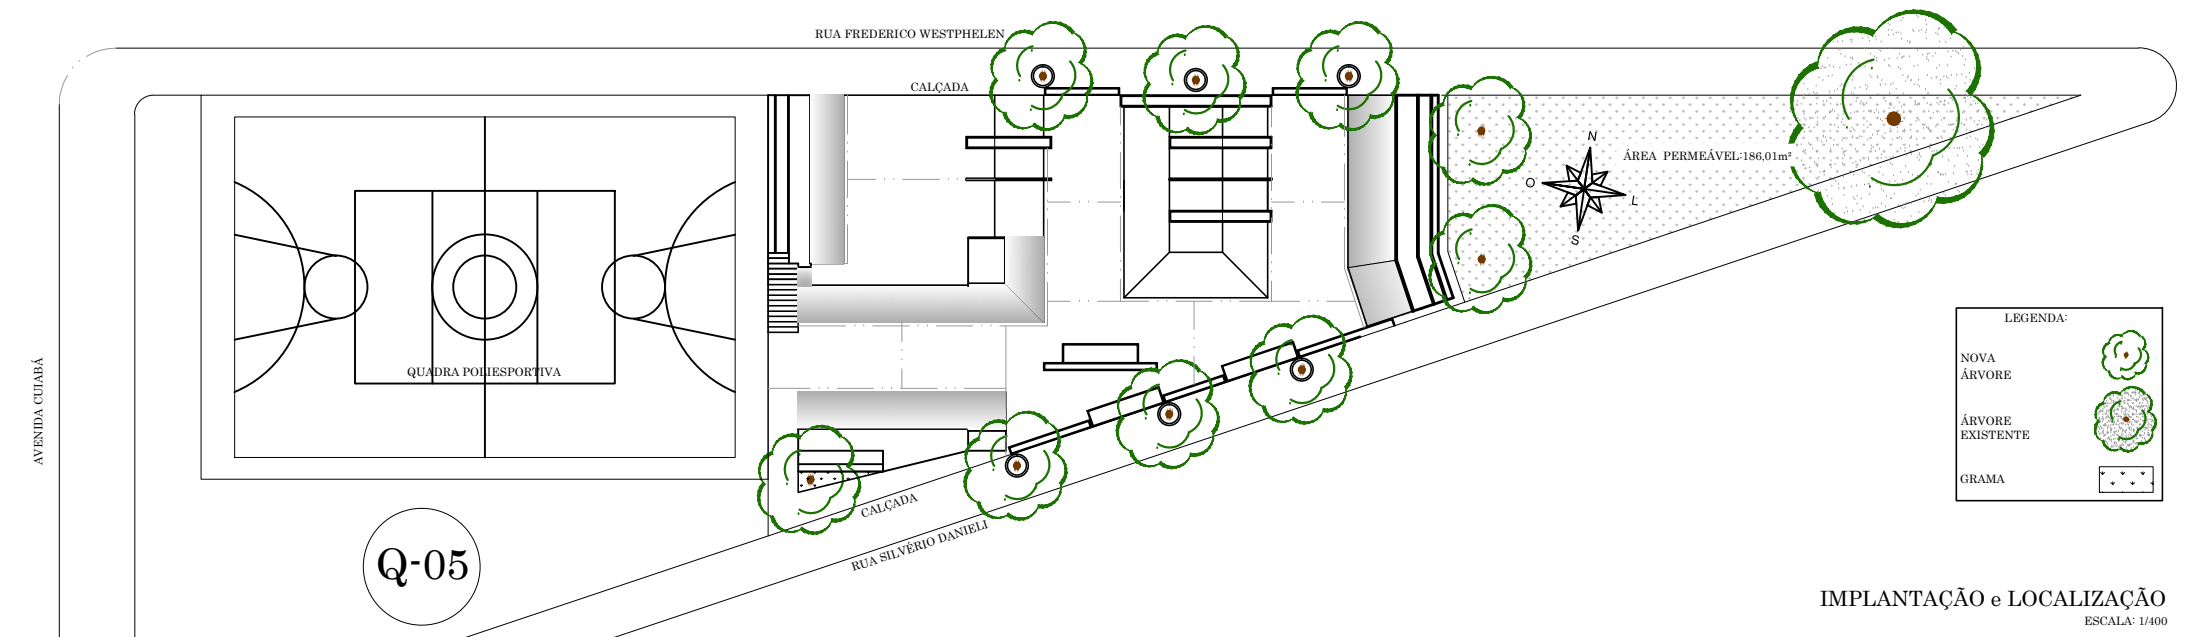 RUA FREDERICO WESTPHELEN
CALÇADA
N
ÁREA PERMEÁVEL:186,01m²
O
L
S
LEGENDA:
NOVA
ÁRVORE
ÁRVORE
EXISTENTE
GRAMA
AVENIDA CUIABÁ
QUADRA POLIESPORTIVA
CALÇADA
RUA SILVÉRIO DANIELI
Q-05
IMPLANTAÇÃO e LOCALIZAÇÃO
ESCALA: 1/400